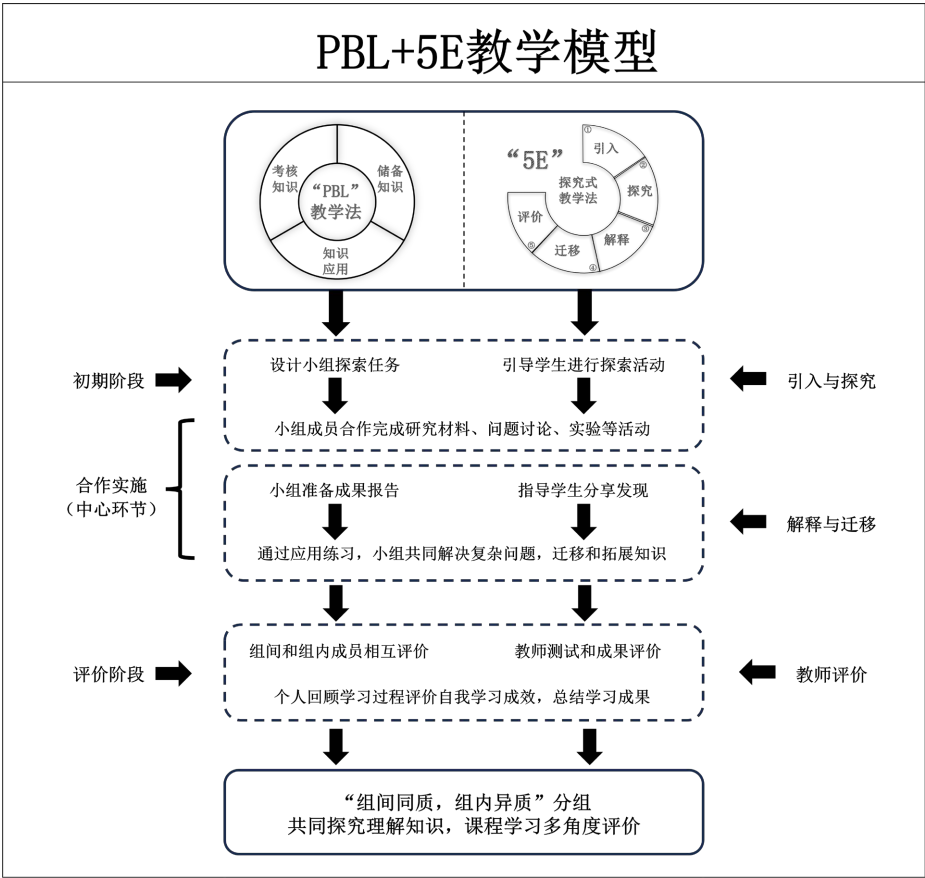 PBL+5E教学模型
考核
知识
储备
知识
“PBL”
教学法
知识
应用
“5E”
探究式
教学法
①
引入
②
探究
③
解释
④
迁移
⑤
评价
初期阶段
设计小组探索任务
引导学生进行探索活动
引入与探究
小组成员合作完成研究材料、问题讨论、实验等活动
合作实施
（中心环节）
小组准备成果报告
指导学生分享发现
解释与迁移
通过应用练习，小组共同解决复杂问题，迁移和拓展知识
评价阶段
组间和组内成员相互评价
教师测试和成果评价
教师评价
个人回顾学习过程评价自我学习成效，总结学习成果
“组间同质，组内异质”分组
共同探究理解知识，课程学习多角度评价